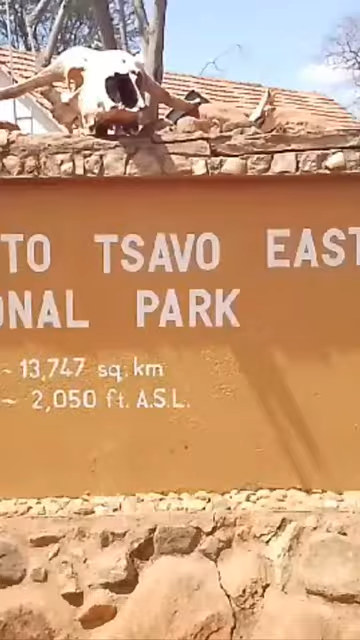 TO TSAVO EAST
ONAL PARK
~ 13,747 sq. km
~ 2,050 ft. A.S.L.